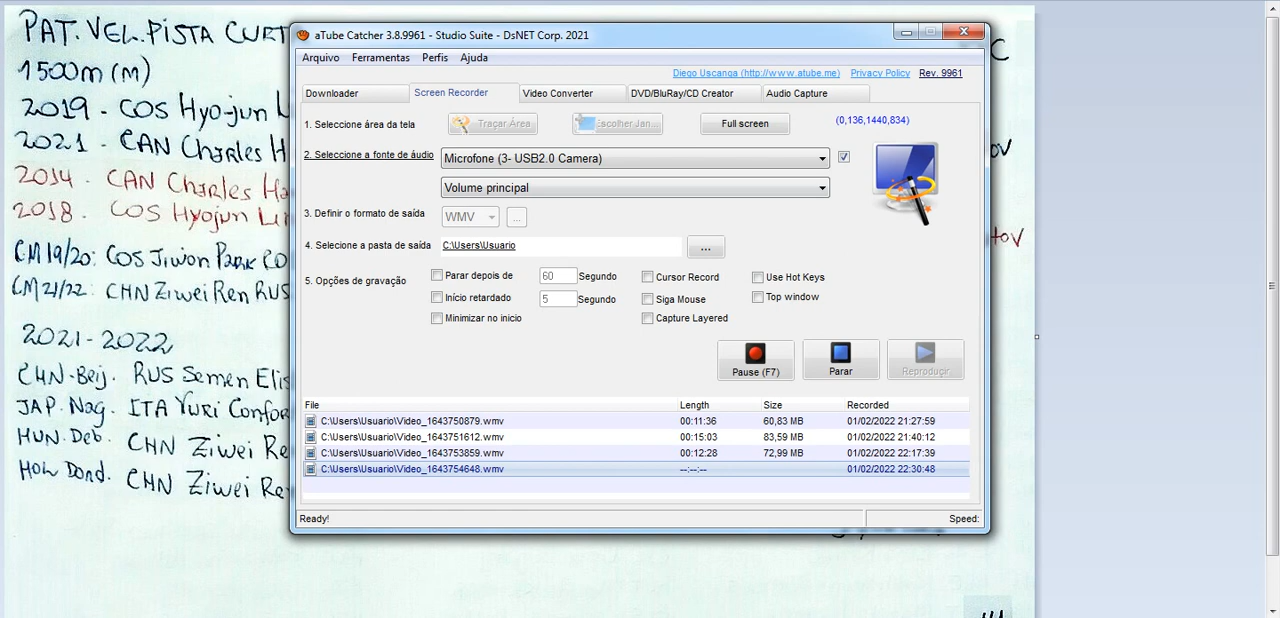 PAT. VEL. PISTA CURT
1500m (M)
2019 - COS Hyo-jun L
2021 - CAN Charles H
2014 - CAN Charles Ha
2018 - COS Hyojun Lim
CM 19/20: COS Jiwon Park
CM 21/22: CHN Ziwei Ren RUS
2021-2022
CHN-Beij. RUS Semen Elis
JAP. Nag. ITA Yuri Confor
HUN. Deb. CHN Ziwei Re
HOL Dord. CHN Ziwei Re
C
OV
tov
aTube Catcher 3.8.9961 - Studio Suite - DsNET Corp. 2021
Arquivo Ferramentas Perfis Ajuda
Diego Uscanga (http://www.atube.me) Privacy Policy Rev. 9961
Downloader Screen Recorder Video Converter DVD/BluRay/CD Creator Audio Capture
1. Seleccione área da tela Traçar Área Escolher Jan... Full screen (0,136,1440,834)
2. Seleccione a fonte de áudio Microfone (3- USB2.0 Camera)
Volume principal
3. Definir o formato de saída WMV ...
4. Selecione a pasta de saída C:\Users\Usuario ...
5. Opções de gravação Parar depois de 60 Segundo Cursor Record Use Hot Keys
Início retardado 5 Segundo Siga Mouse Top window
Minimizar no inicio Capture Layered
Pause (F7) Parar Reproduçir
File Length Size Recorded
C:\Users\Usuario\Video_1643750879.wmv 00:11:36 60,83 MB 01/02/2022 21:27:59
C:\Users\Usuario\Video_1643751612.wmv 00:15:03 83,59 MB 01/02/2022 21:40:12
C:\Users\Usuario\Video_1643753859.wmv 00:12:28 72,99 MB 01/02/2022 22:17:39
C:\Users\Usuario\Video_1643754648.wmv --:--:-- 01/02/2022 22:30:48
Ready! Speed: